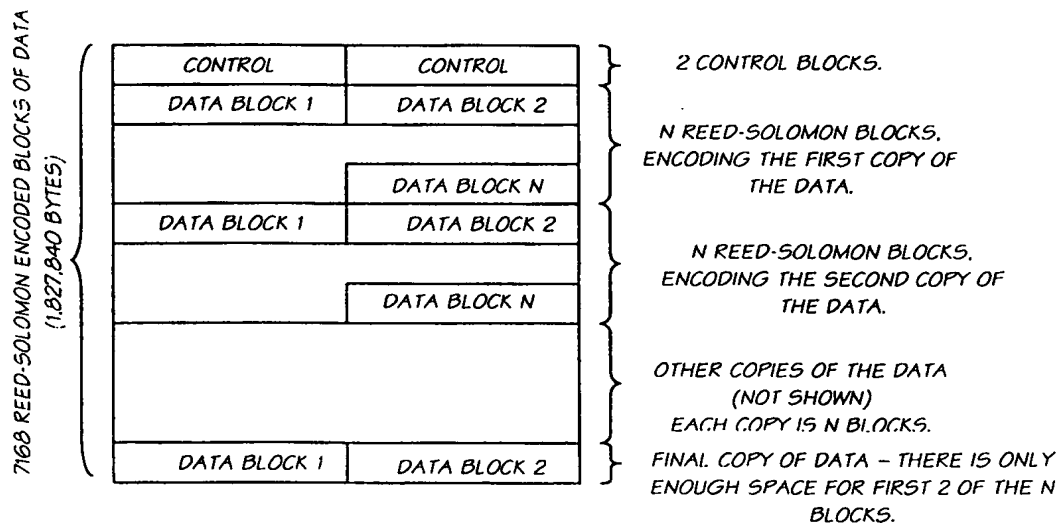 7168 REED-SOLOMON ENCODED BLOCKS OF DATA
(1,827,840 BYTES)
CONTROL CONTROL
2 CONTROL BLOCKS.
DATA BLOCK 1 DATA BLOCK 2
DATA BLOCK N
N REED-SOLOMON BLOCKS,
ENCODING THE FIRST COPY OF
THE DATA.
DATA BLOCK 1 DATA BLOCK 2
DATA BLOCK N
N REED-SOLOMON BLOCKS,
ENCODING THE SECOND COPY OF
THE DATA.
OTHER COPIES OF THE DATA
(NOT SHOWN)
EACH COPY IS N BLOCKS.
DATA BLOCK 1 DATA BLOCK 2
FINAL COPY OF DATA – THERE IS ONLY
ENOUGH SPACE FOR FIRST 2 OF THE N
BLOCKS.